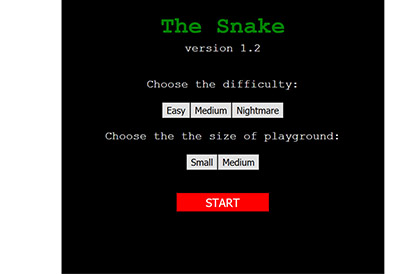 The Snake
version 1.2
Choose the difficulty:
Easy Medium Nightmare
Choose the the size of playground:
Small Medium
START